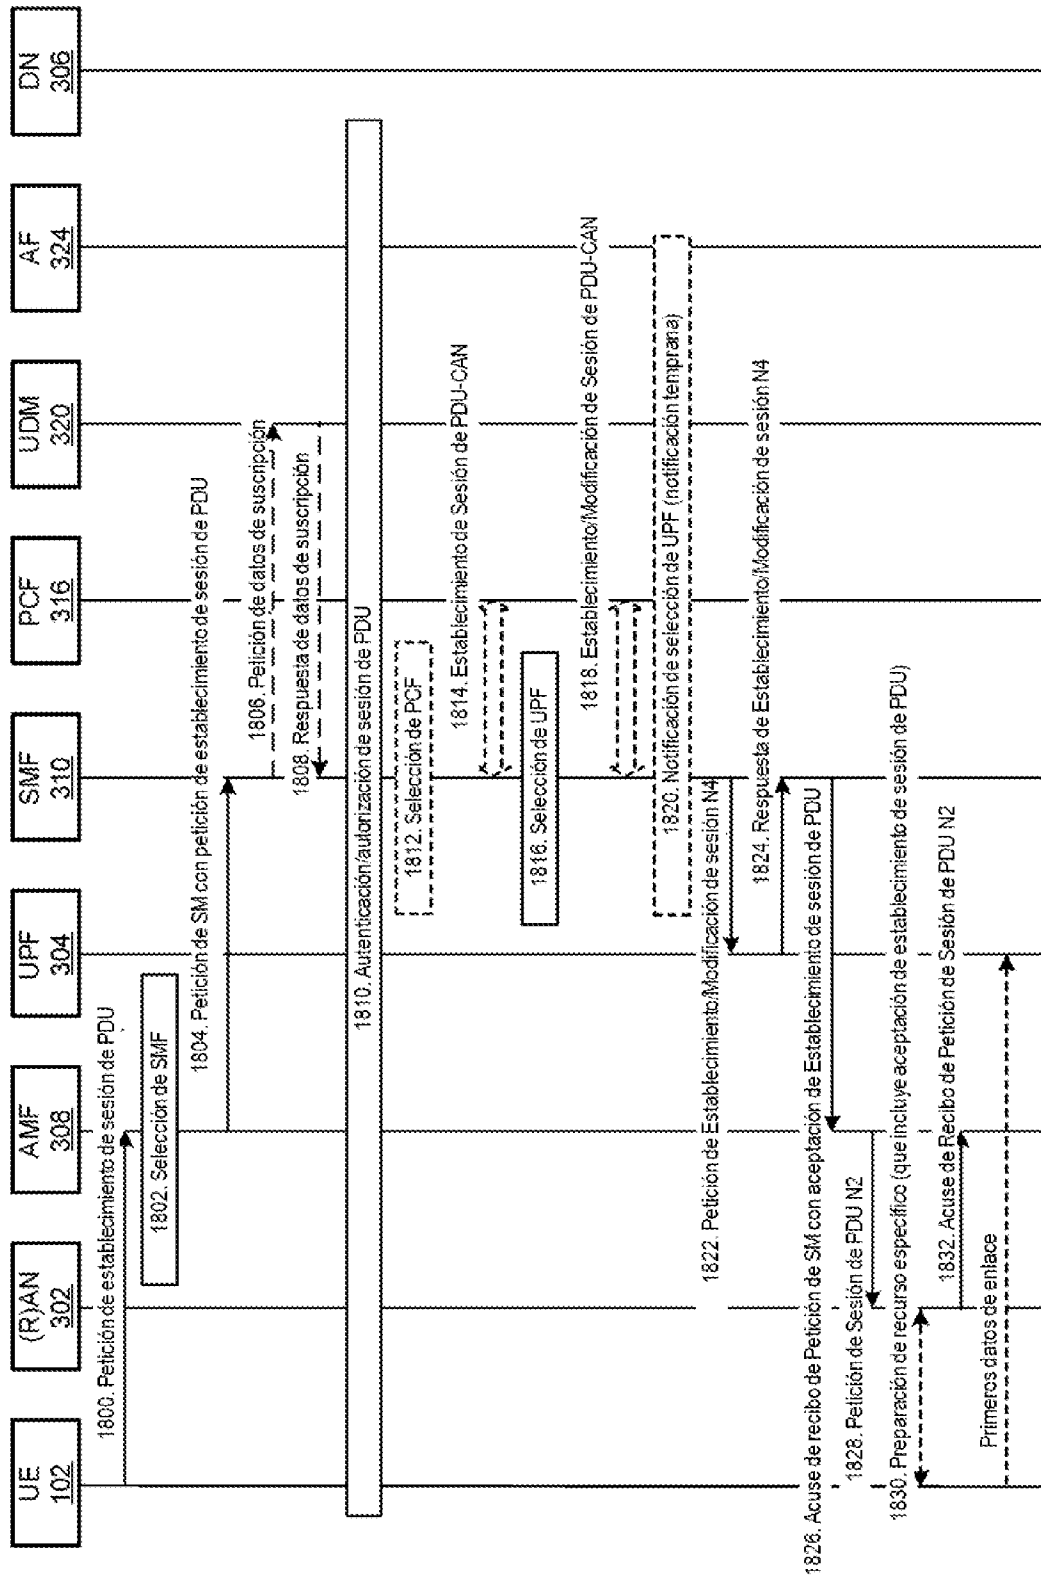 UE
102
(R)AN
302
AMF
308
UPF
304
SMF
310
PCF
316
UDM
320
AF
324
DN
306
1800. Petición de establecimiento de sesión de PDU
1802. Selección de SMF
1804. Petición de SM con petición de establecimiento de sesión de PDU
1806. Petición de datos de suscripción
1808. Respuesta de datos de suscripción
1810. Autenticación/autorización de sesión de PDU
1812. Selección de PCF
1814. Establecimiento de Sesión de PDU-CAN
1816. Selección de UPF
1818. Establecimiento/Modificación de Sesión de PDU-CAN
1820. Notificación de selección de UPF (notificación temprana)
1822. Petición de Establecimiento/Modificación de sesión N4
1824. Respuesta de Establecimiento/Modificación de sesión N4
1826. Acuse de recibo de Petición de SM con aceptación de Establecimiento de sesión de PDU
1828. Petición de Sesión de PDU N2
1830. Preparación de recurso específico (que incluye aceptación de establecimiento de sesión de PDU)
1832. Acuse de Recibo de Petición de Sesión de PDU N2
Primeros datos de enlace